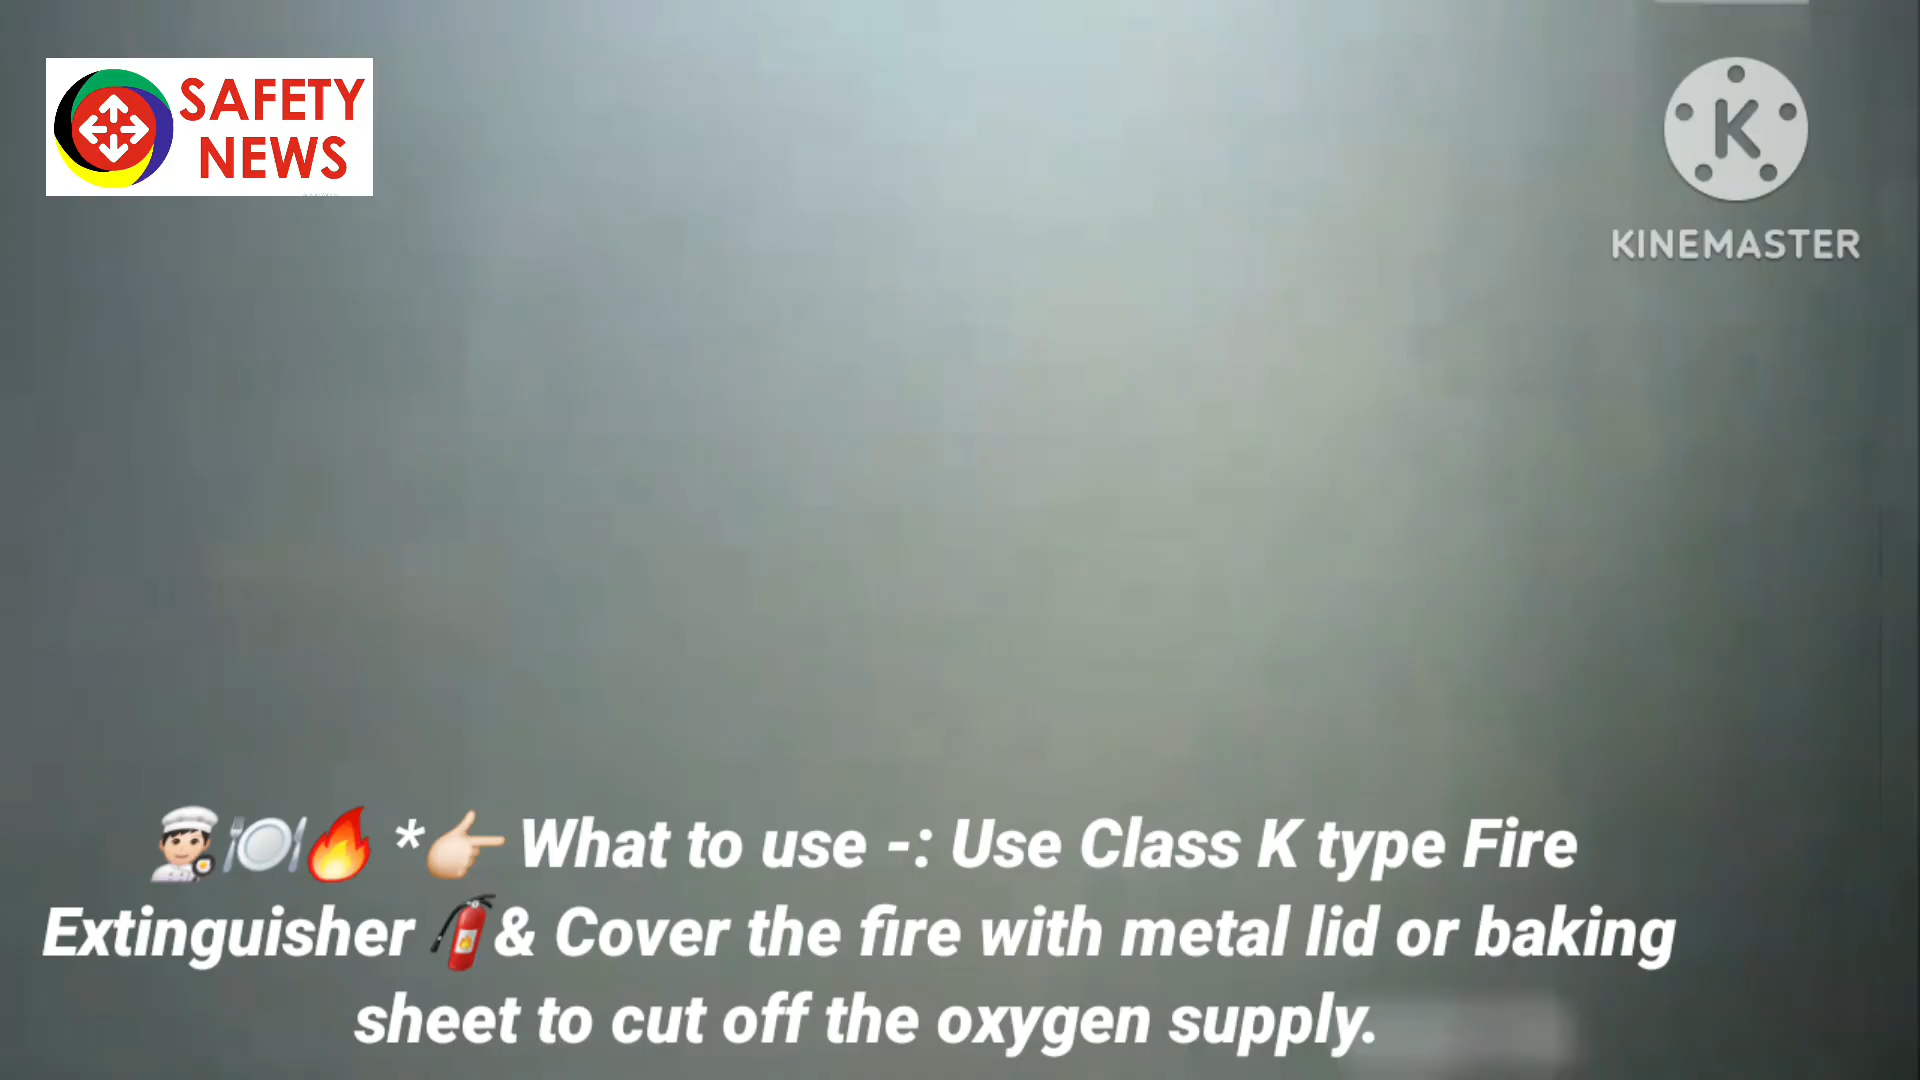 SAFETY
NEWS
K
KINEMASTER
👨🏻‍🍳🍽️🔥 *👉🏻 What to use -: Use Class K type Fire
Extinguisher 🧯& Cover the fire with metal lid or baking
sheet to cut off the oxygen supply.